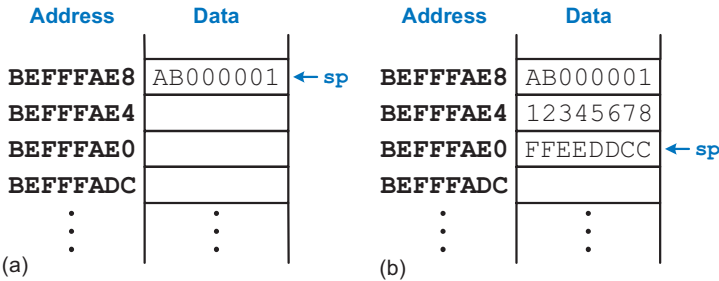 Address Data
BEFFFAE8 AB000001 sp
BEFFFAE4
BEFFFAE0
BEFFFADC
(a)
Address Data
BEFFFAE8 AB000001
BEFFFAE4 12345678
BEFFFAE0 FFEEDDCC sp
BEFFFADC
(b)